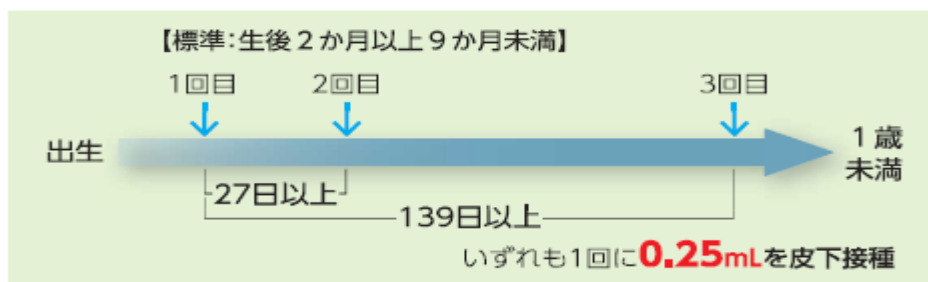 【標準:生後2か月以上9か月未満】
1回目
2回目
3回目
出生
1歳
未満
27日以上
139日以上
いずれも1回に0.25mLを皮下接種